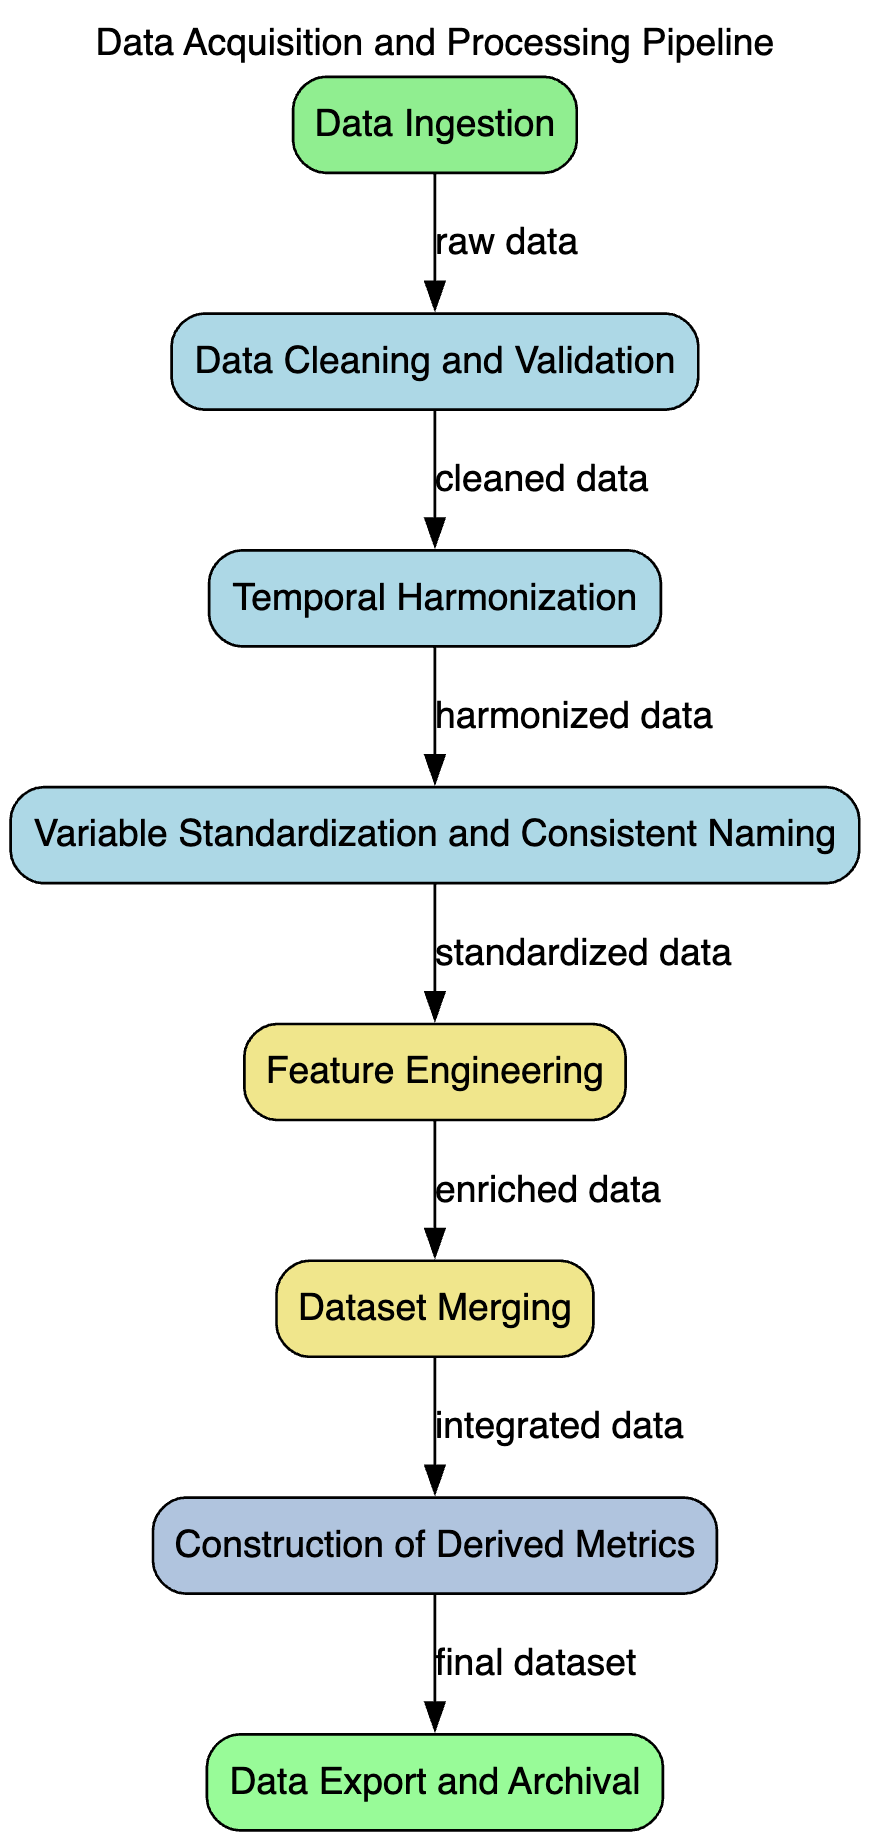 Data Acquisition and Processing Pipeline
Data Ingestion
raw data
Data Cleaning and Validation
cleaned data
Temporal Harmonization
harmonized data
Variable Standardization and Consistent Naming
standardized data
Feature Engineering
enriched data
Dataset Merging
integrated data
Construction of Derived Metrics
final dataset
Data Export and Archival